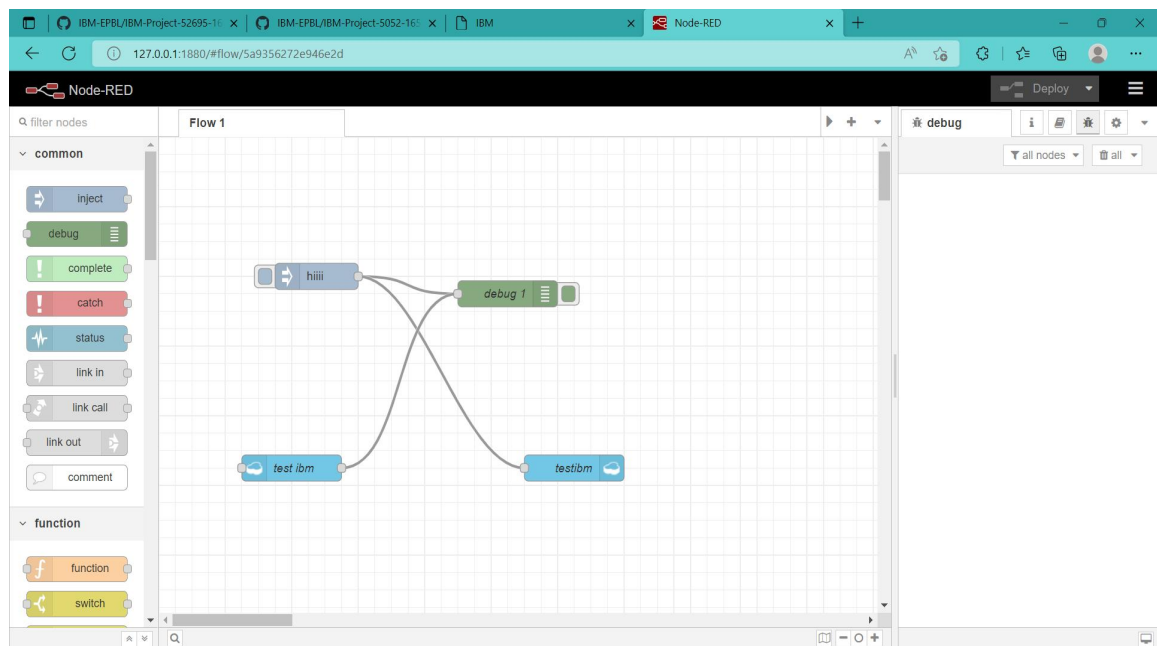 IBM-EPBL/IBM-Project-52695-16
IBM-EPBL/IBM-Project-5052-165
IBM
Node-RED
127.0.0.1:1880/#flow/5a9356272e946e2d
Node-RED
Deploy
filter nodes
Flow 1
debug
i
all nodes
all
common
inject
debug
complete
catch
status
link in
link call
link out
comment
function
function
switch
hiiii
debug 1
test ibm
testibm